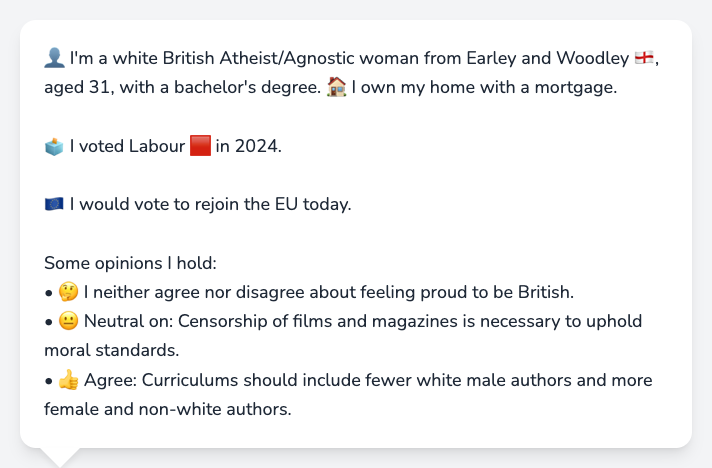 👤 I'm a white British Atheist/Agnostic woman from Earley and Woodley 🏴󠁧󠁢󠁥󠁮󠁧󠁿,
aged 31, with a bachelor's degree. 🏠 I own my home with a mortgage.
🗳️ I voted Labour 🟥 in 2024.
🇪🇺 I would vote to rejoin the EU today.
Some opinions I hold:
• 🤔 I neither agree nor disagree about feeling proud to be British.
• 😐 Neutral on: Censorship of films and magazines is necessary to uphold
moral standards.
• 👍 Agree: Curriculums should include fewer white male authors and more
female and non-white authors.